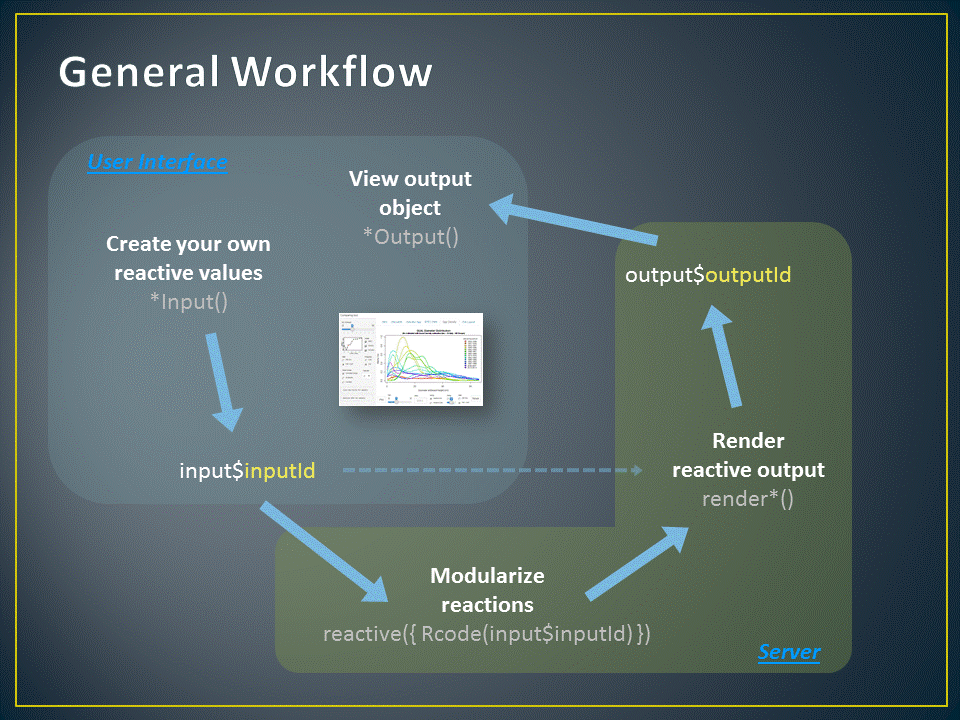 General Workflow
User Interface
View output
object
*Output()
Create your own
reactive values
*Input()
output$outputId
input$inputId
Render
reactive output
render*()
Modularize
reactions
reactive({ Rcode(input$inputId) })
Server